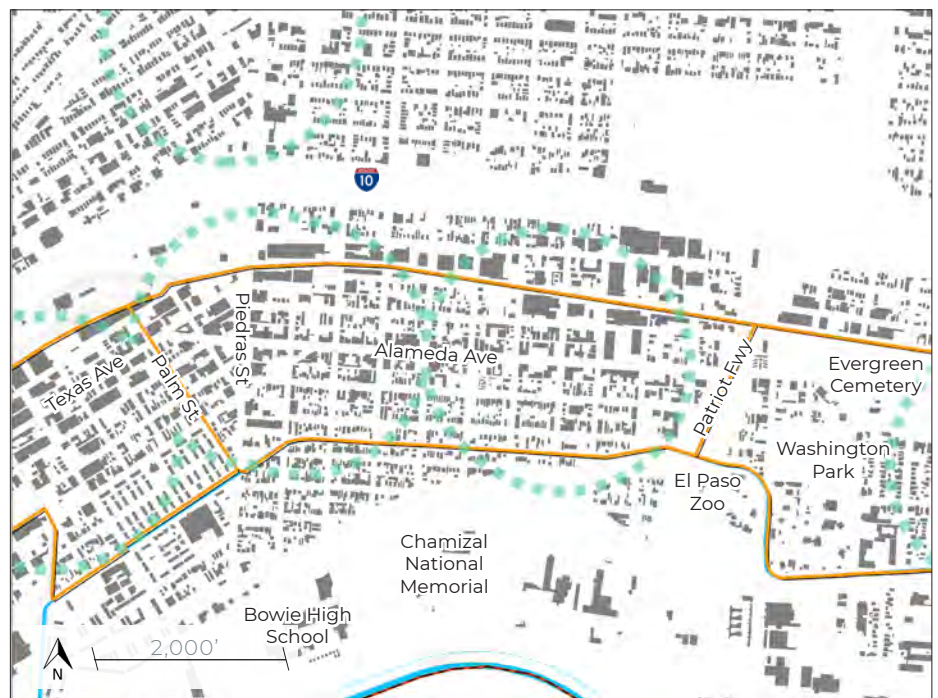 10
Piedras St
Alameda Ave
Texas Ave
Palm St.
Patriot Fwy
Evergreen
Cemetery
Washington
Park
El Paso
Zoo
Chamizal
National
Memorial
Bowie High
School
2,000'
N